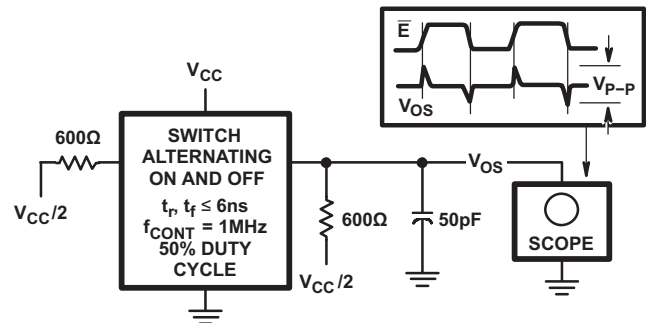 E
V_OS
V_P–P
V_CC
600Ω
V_CC/2
SWITCH
ALTERNATING
ON AND OFF
t_r, t_f ≤ 6ns
f_CONT = 1MHz
50% DUTY
CYCLE
600Ω
V_CC/2
50pF
V_OS
SCOPE